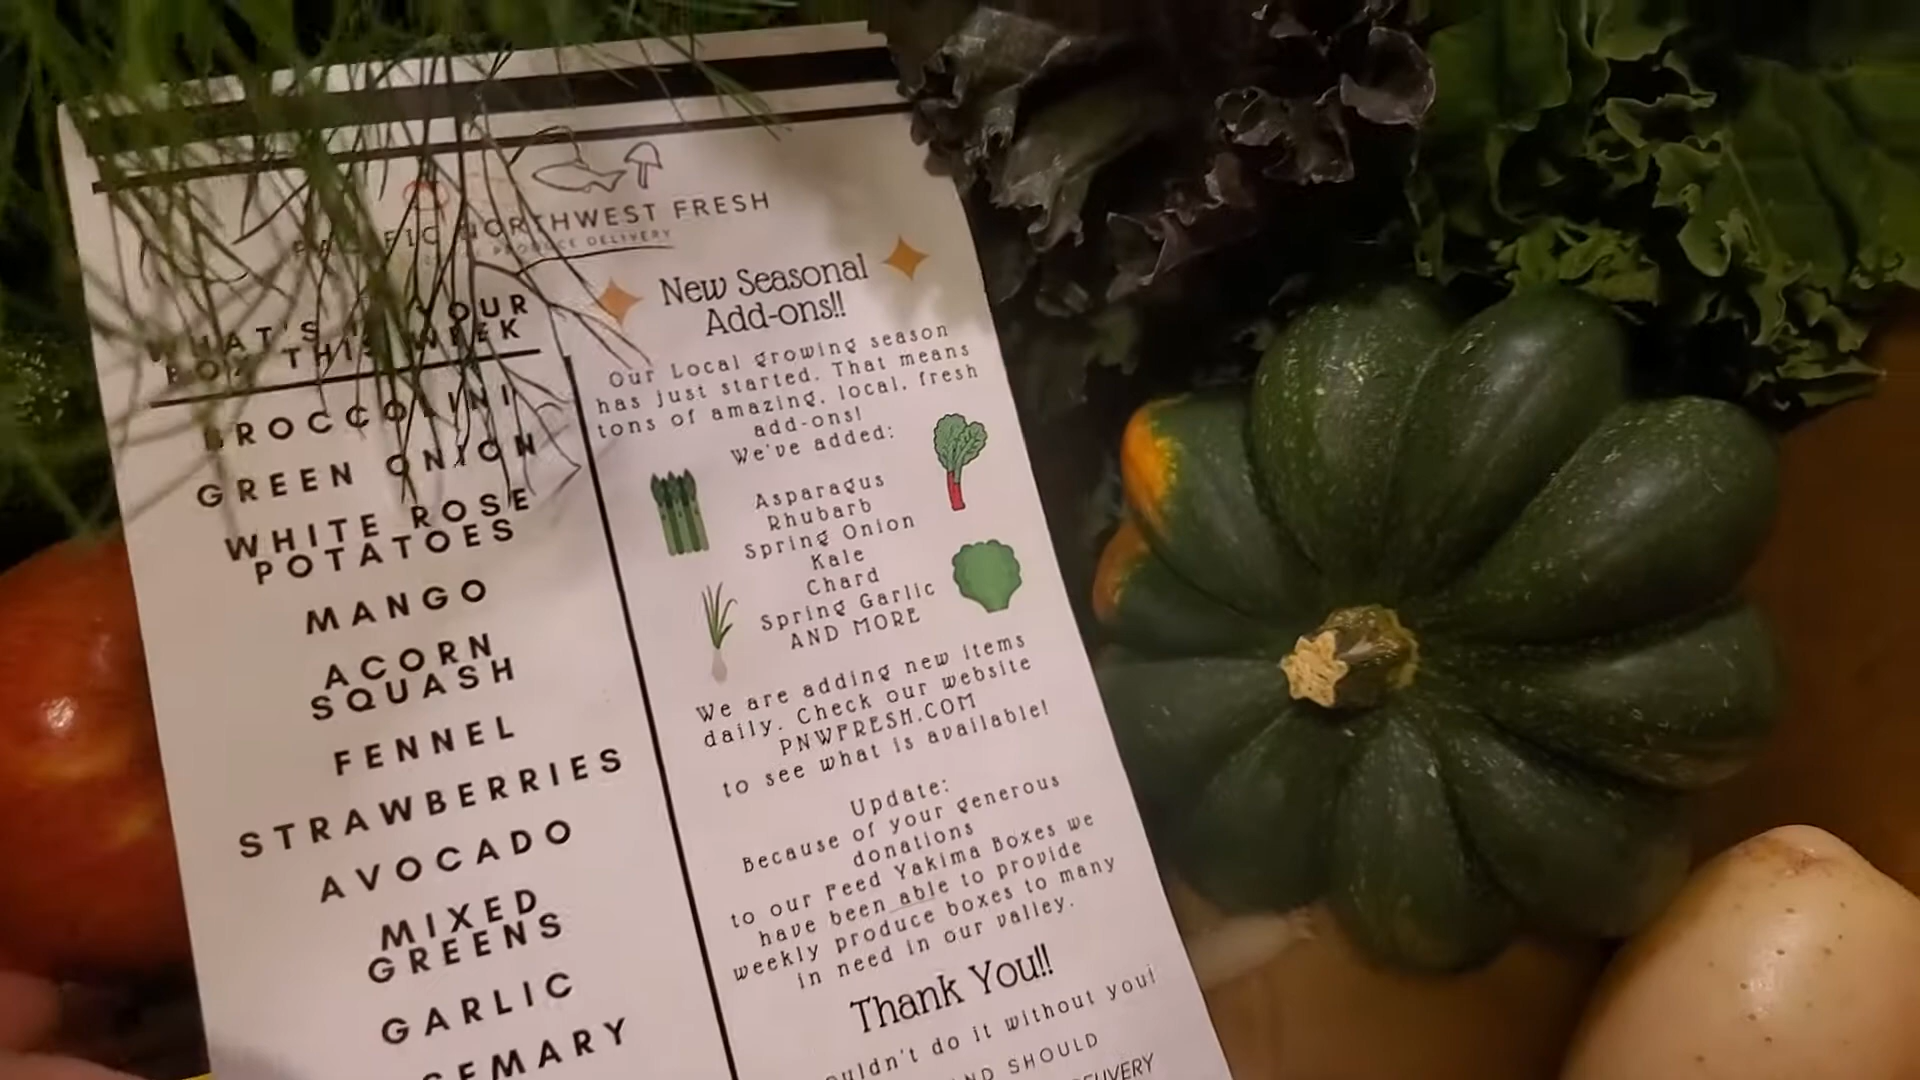 PACIFIC NORTHWEST FRESH
PRODUCE DELIVERY
WHAT'S IN YOUR
BOX THIS WEEK
BROCCOLINI
GREEN ONION
WHITE ROSE
POTATOES
MANGO
ACORN
SQUASH
FENNEL
STRAWBERRIES
AVOCADO
MIXED
GREENS
GARLIC
New Seasonal
Add-ons!!
Our Local growing season
has just started. That means
tons of amazing, local, fresh
add-ons!
We've added:
Asparagus
Rhubarb
Spring Onion
Kale
Chard
Spring Garlic
AND MORE
We are adding new items
daily. Check our website
PNWFRESH.COM
to see what is available!
Update:
Because of your generous
donations
to our Feed Yakima Boxes we
have been able to provide
weekly produce boxes to many
in need in our valley.
Thank You!!
do it without you!
SHOULD